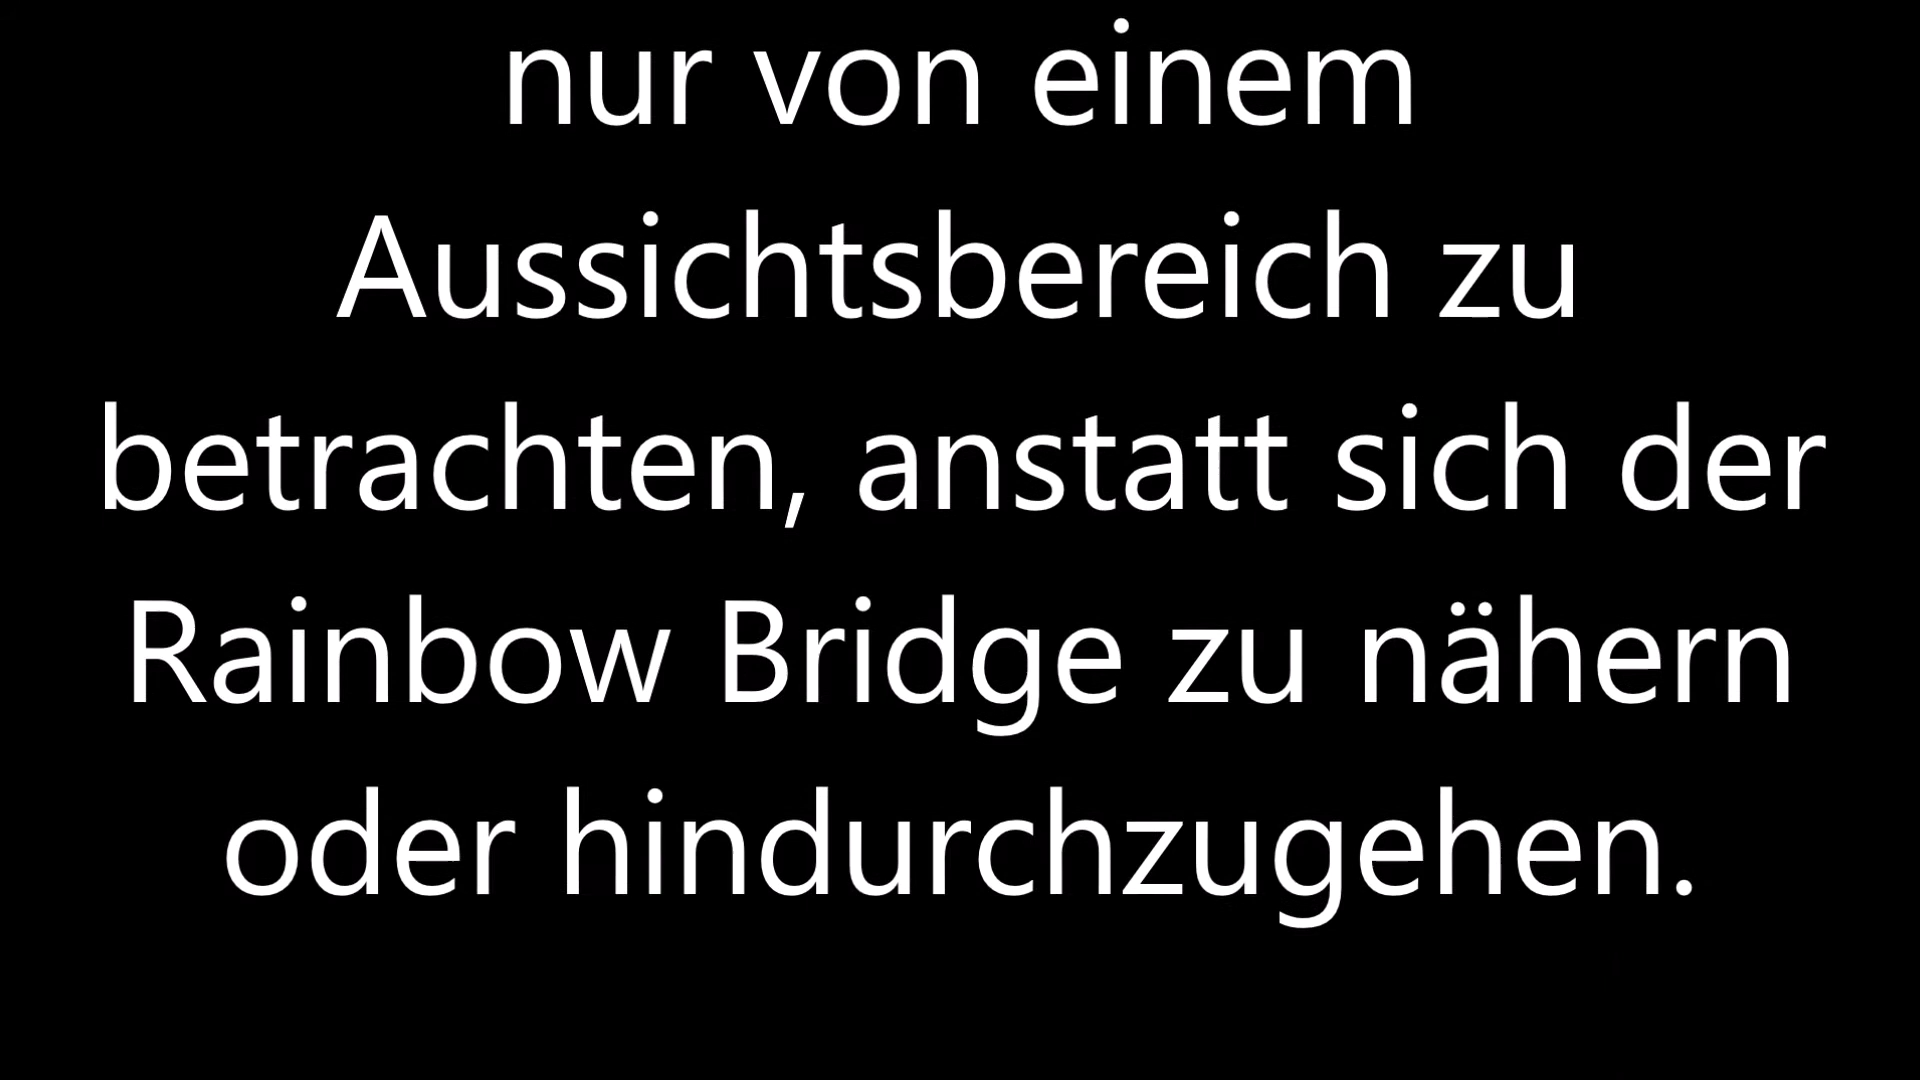 nur von einem
Aussichtsbereich zu
betrachten, anstatt sich der
Rainbow Bridge zu nähern
oder hindurchzugehen.